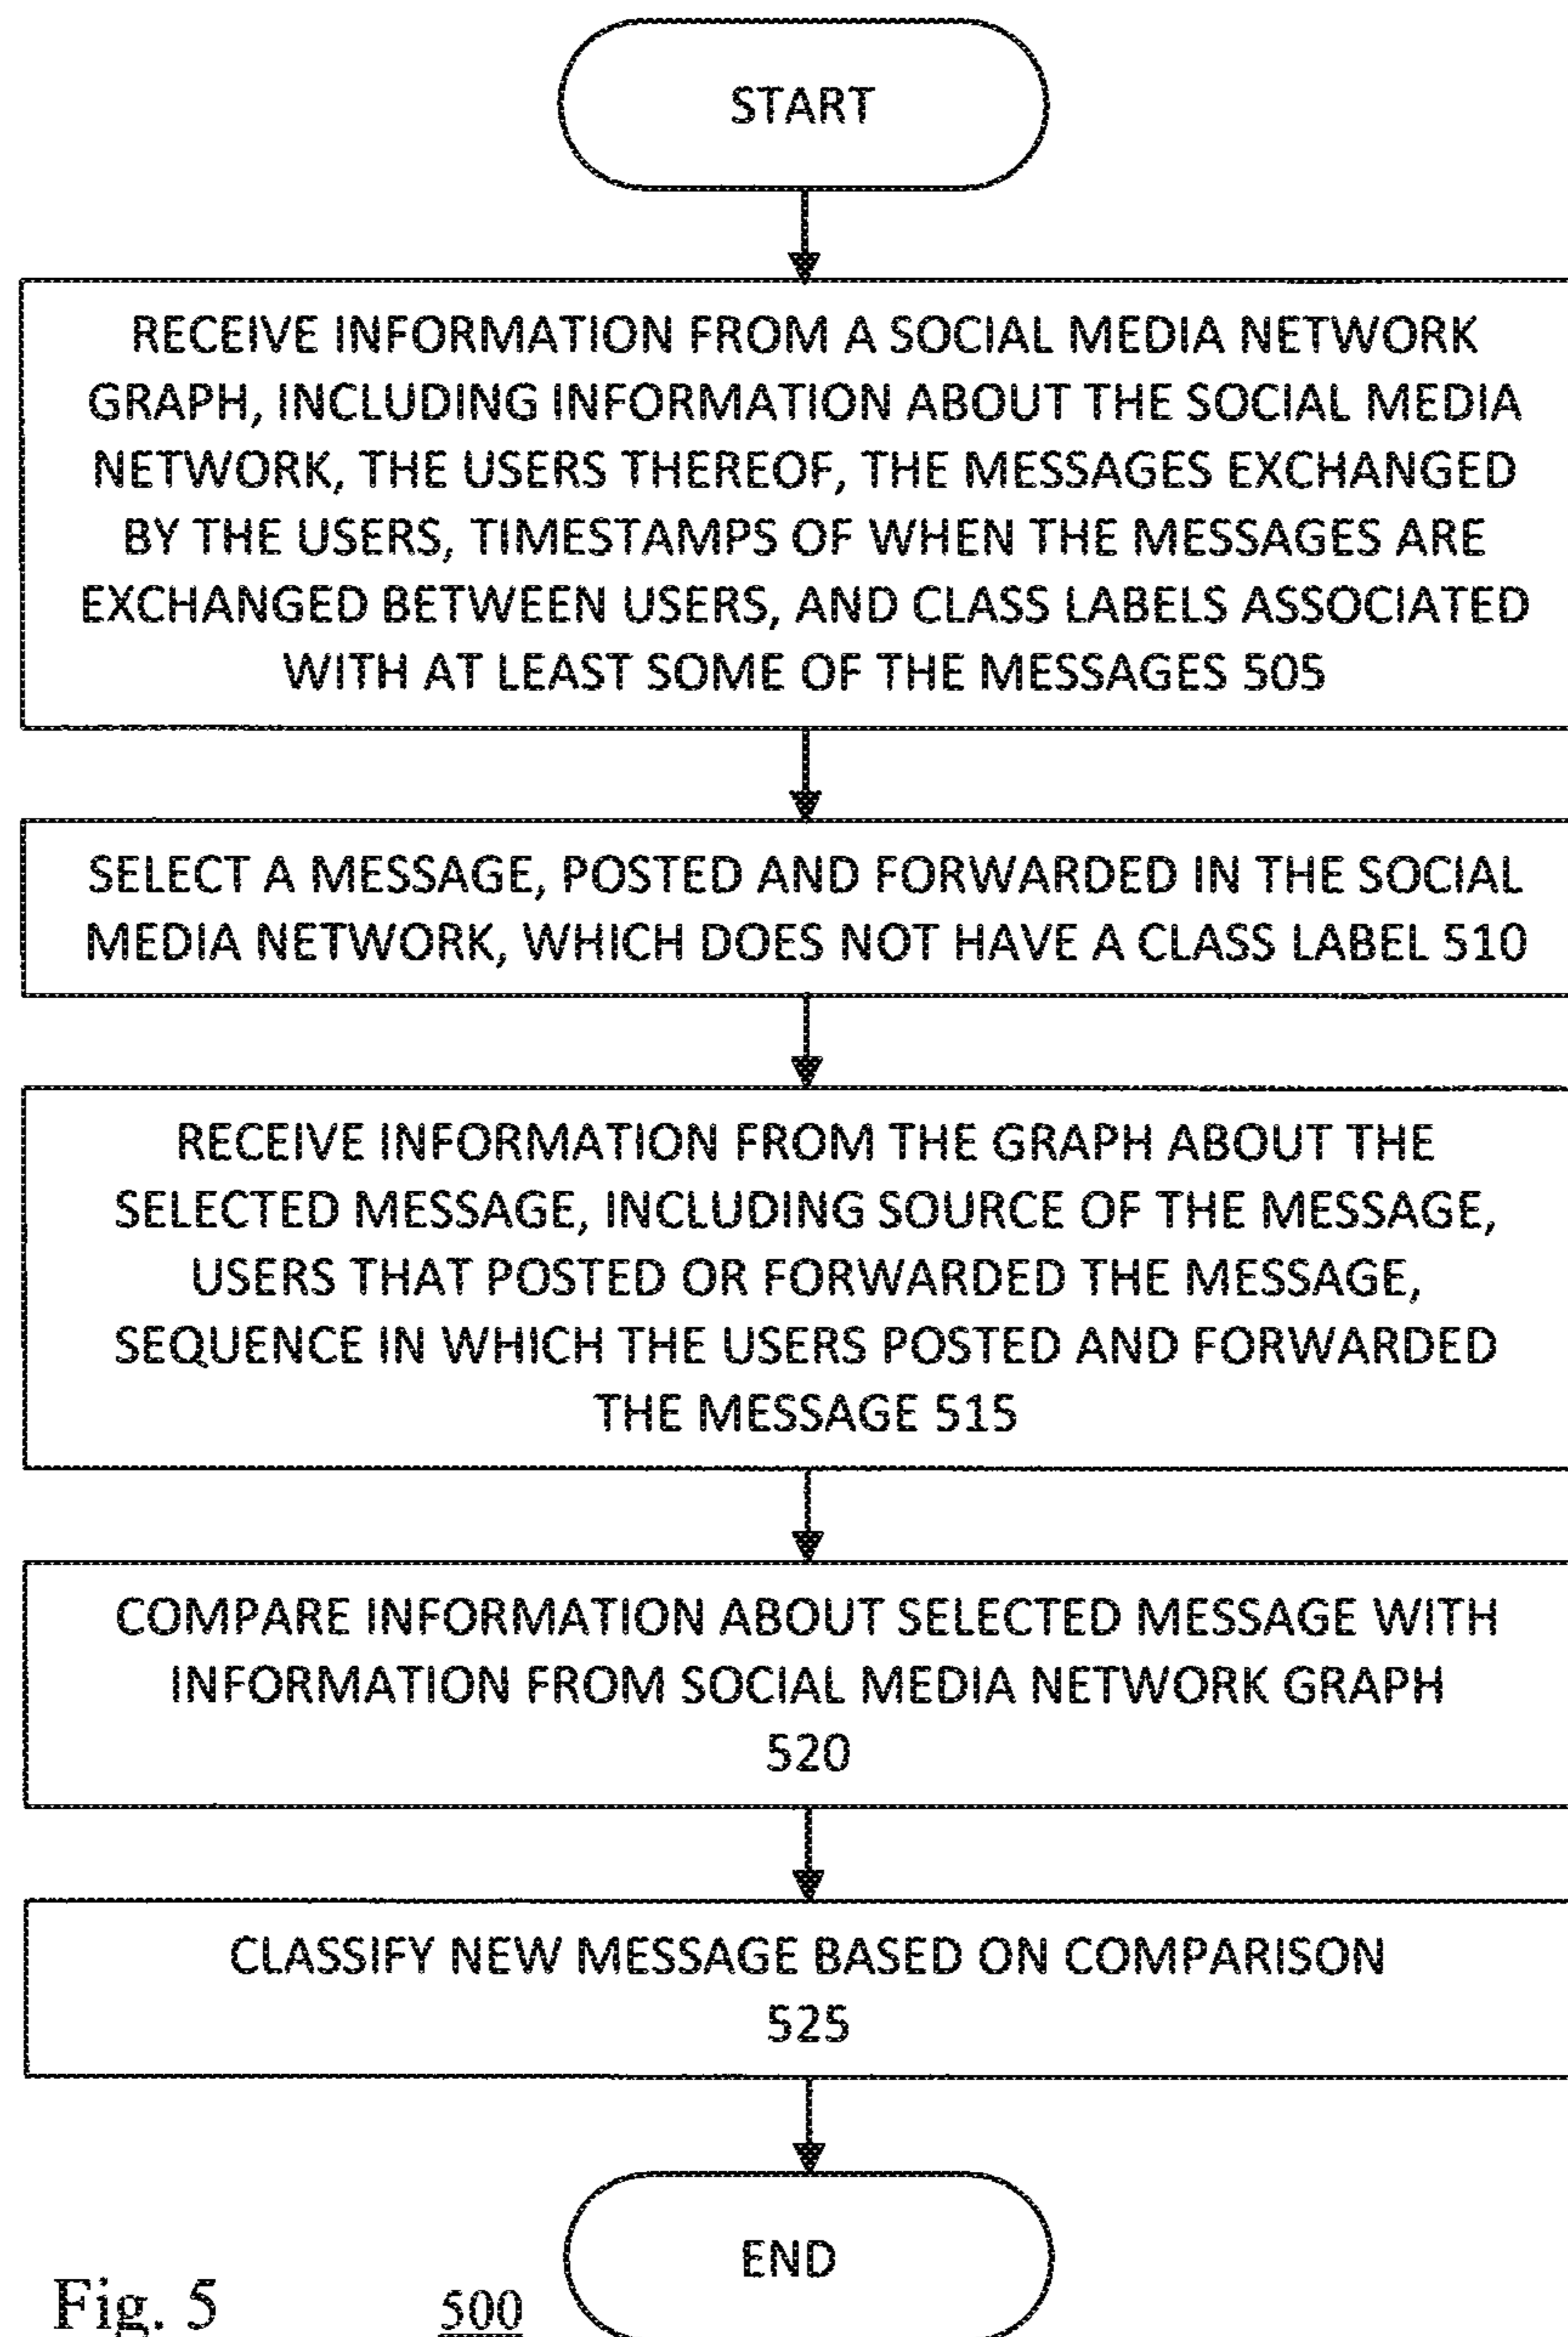 START
RECEIVE INFORMATION FROM A SOCIAL MEDIA NETWORK
GRAPH, INCLUDING INFORMATION ABOUT THE SOCIAL MEDIA
NETWORK, THE USERS THEREOF, THE MESSAGES EXCHANGED
BY THE USERS, TIMESTAMPS OF WHEN THE MESSAGES ARE
EXCHANGED BETWEEN USERS, AND CLASS LABELS ASSOCIATED
WITH AT LEAST SOME OF THE MESSAGES 505
SELECT A MESSAGE, POSTED AND FORWARDED IN THE SOCIAL
MEDIA NETWORK, WHICH DOES NOT HAVE A CLASS LABEL 510
RECEIVE INFORMATION FROM THE GRAPH ABOUT THE
SELECTED MESSAGE, INCLUDING SOURCE OF THE MESSAGE,
USERS THAT POSTED OR FORWARDED THE MESSAGE,
SEQUENCE IN WHICH THE USERS POSTED AND FORWARDED
THE MESSAGE 515
COMPARE INFORMATION ABOUT SELECTED MESSAGE WITH
INFORMATION FROM SOCIAL MEDIA NETWORK GRAPH
520
CLASSIFY NEW MESSAGE BASED ON COMPARISON
525
END
Fig. 5 500